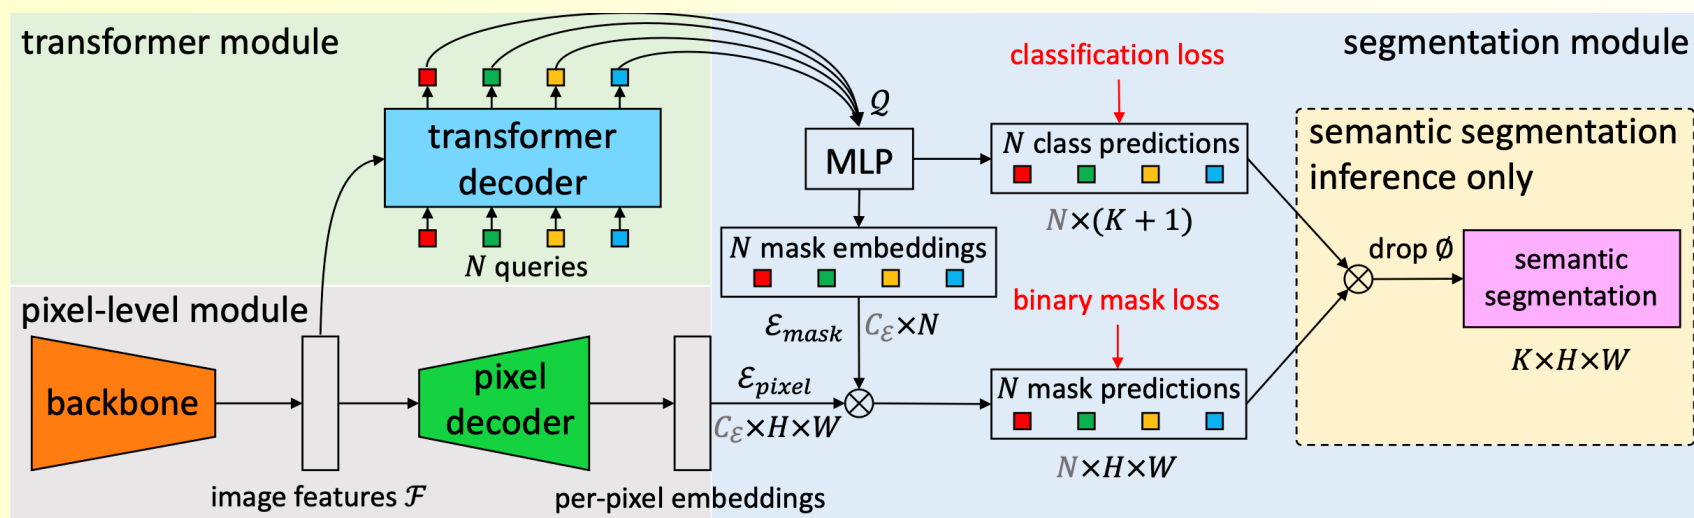 transformer module
segmentation module
classification loss
𝒬
transformer
decoder
MLP
N class predictions
N×(K + 1)
semantic segmentation
inference only
N queries
N mask embeddings
drop ∅
semantic
segmentation
K×H×W
pixel-level module
ℰmask
Cℰ×N
binary mask loss
backbone
pixel
decoder
ℰpixel
Cℰ×H×W
N mask predictions
N×H×W
image features ℱ
per-pixel embeddings